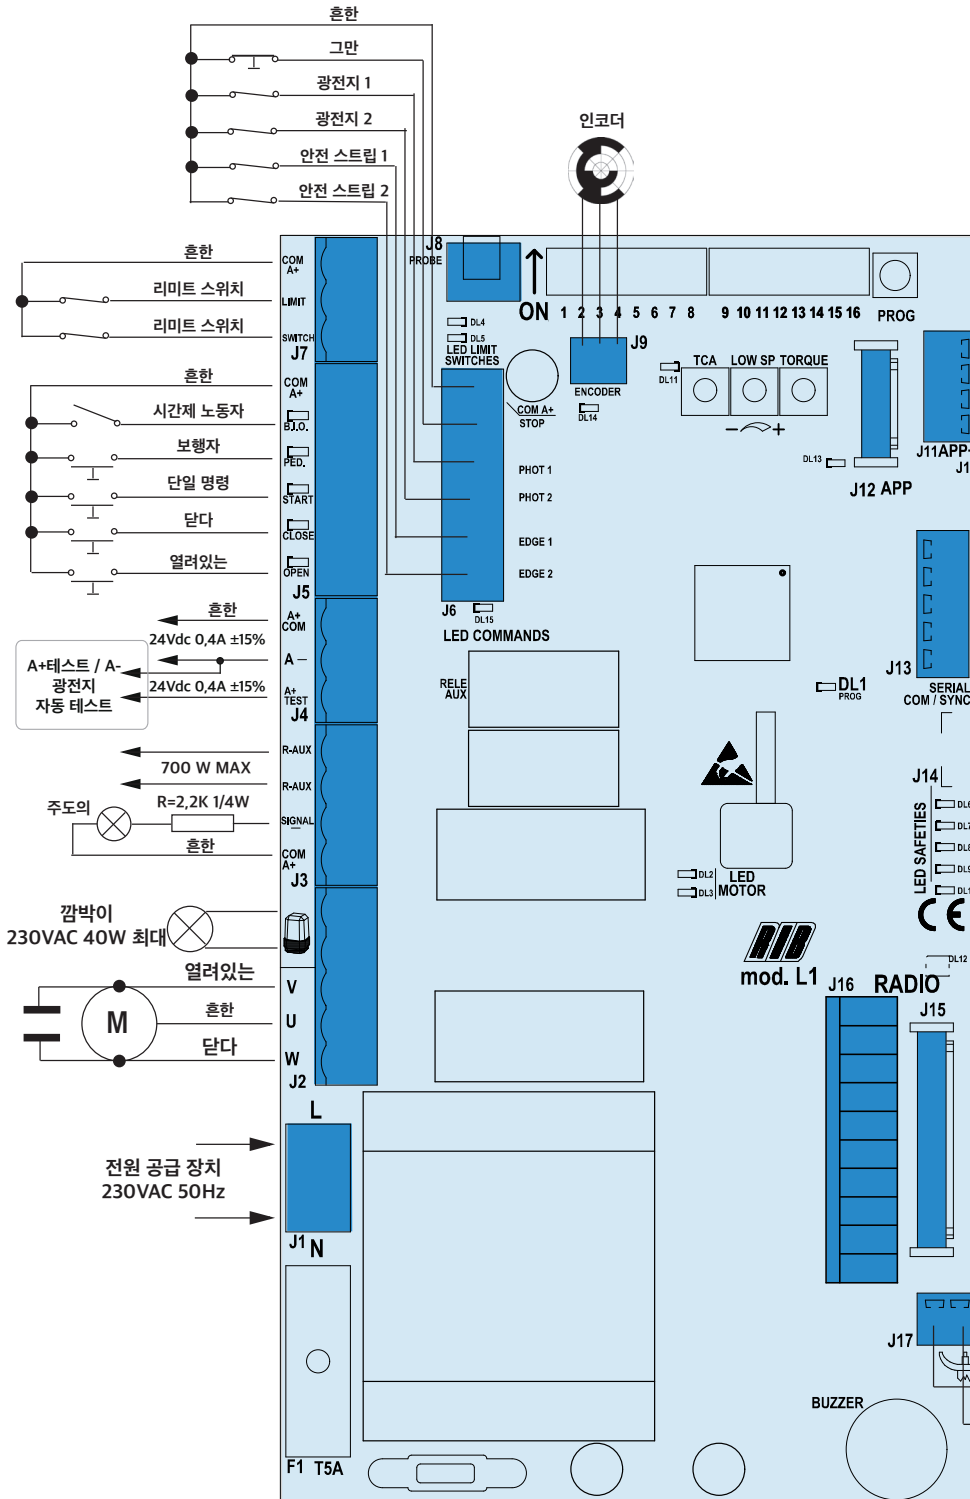 흔한
그만
광전지 1
광전지 2
안전 스트립 1
안전 스트립 2
인코더
흔한
리미트 스위치
리미트 스위치
COM
A+
LIMIT
SWITCH
J7
J8
PROBE
ON
1 2 3 4 5 6 7 8
9 10 11 12 13 14 15 16
PROG
DL4
DL5
LED LIMIT
SWITCHES
J9
ENCODER
DL14
COM A+
STOP
PHOT 1
PHOT 2
EDGE 1
EDGE 2
J6
DL15
LED COMMANDS
DL11
TCA
LOW SP
TORQUE
− +
DL13
J12 APP
J11APP-
J1
흔한
시간제 노동자
보행자
단일 명령
닫다
열려있는
COM
A+
B.I.O.
PED.
START
CLOSE
OPEN
J5
흔한
24Vdc 0,4A ±15%
24Vdc 0,4A ±15%
A+테스트 / A-
광전지
자동 테스트
A+
COM
A −
A+
TEST
J4
RELE
AUX
J13
SERIAL
COM / SYNC
DL1
PROG
700 W MAX
R=2,2K 1/4W
주도의
흔한
R-AUX
R-AUX
SIGNAL
COM
A+
J3
J14
LED SAFETIES
DL6
DL7
DL8
DL9
DL1
DL2
DL3
LED
MOTOR
CE
DL12
깜박이
230VAC 40W 최대
열려있는
흔한
닫다
M
V
U
W
J2
RIB
mod. L1
J16
RADIO
J15
L
전원 공급 장치
230VAC 50Hz
J1
N
F1 T5A
J17
BUZZER